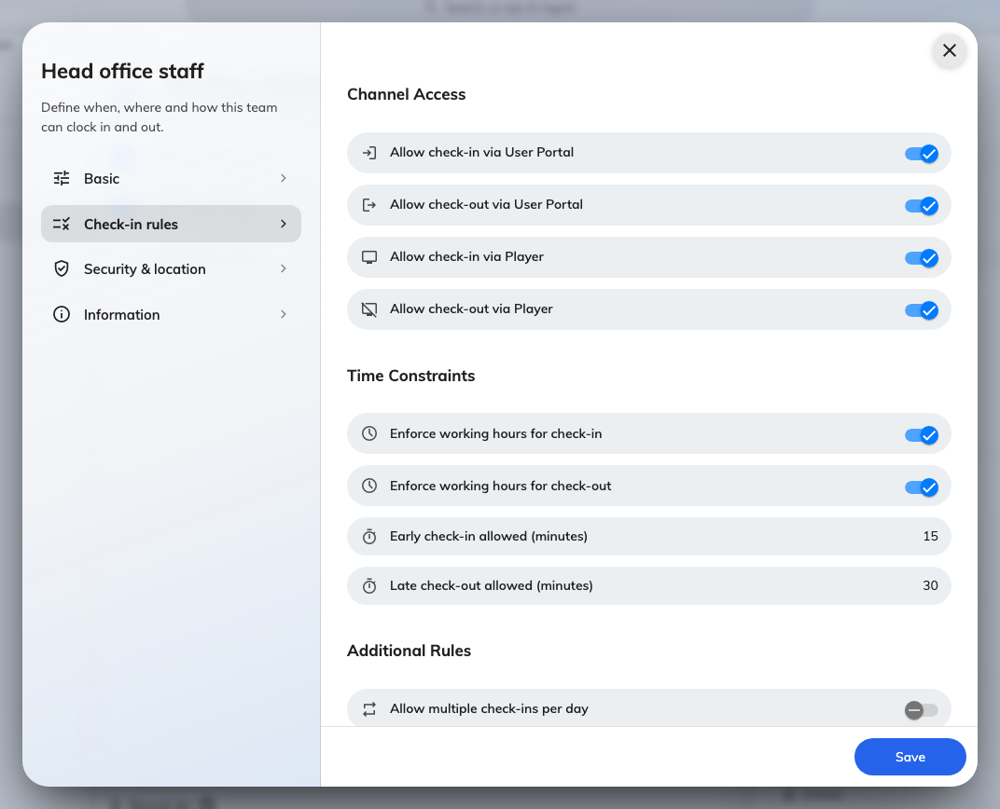 Head office staff
Define when, where and how this team
can clock in and out.
Basic
Check-in rules
Security & location
Information
Channel Access
Allow check-in via User Portal
Allow check-out via User Portal
Allow check-in via Player
Allow check-out via Player
Time Constraints
Enforce working hours for check-in
Enforce working hours for check-out
Early check-in allowed (minutes) 15
Late check-out allowed (minutes) 30
Additional Rules
Allow multiple check-ins per day
Save